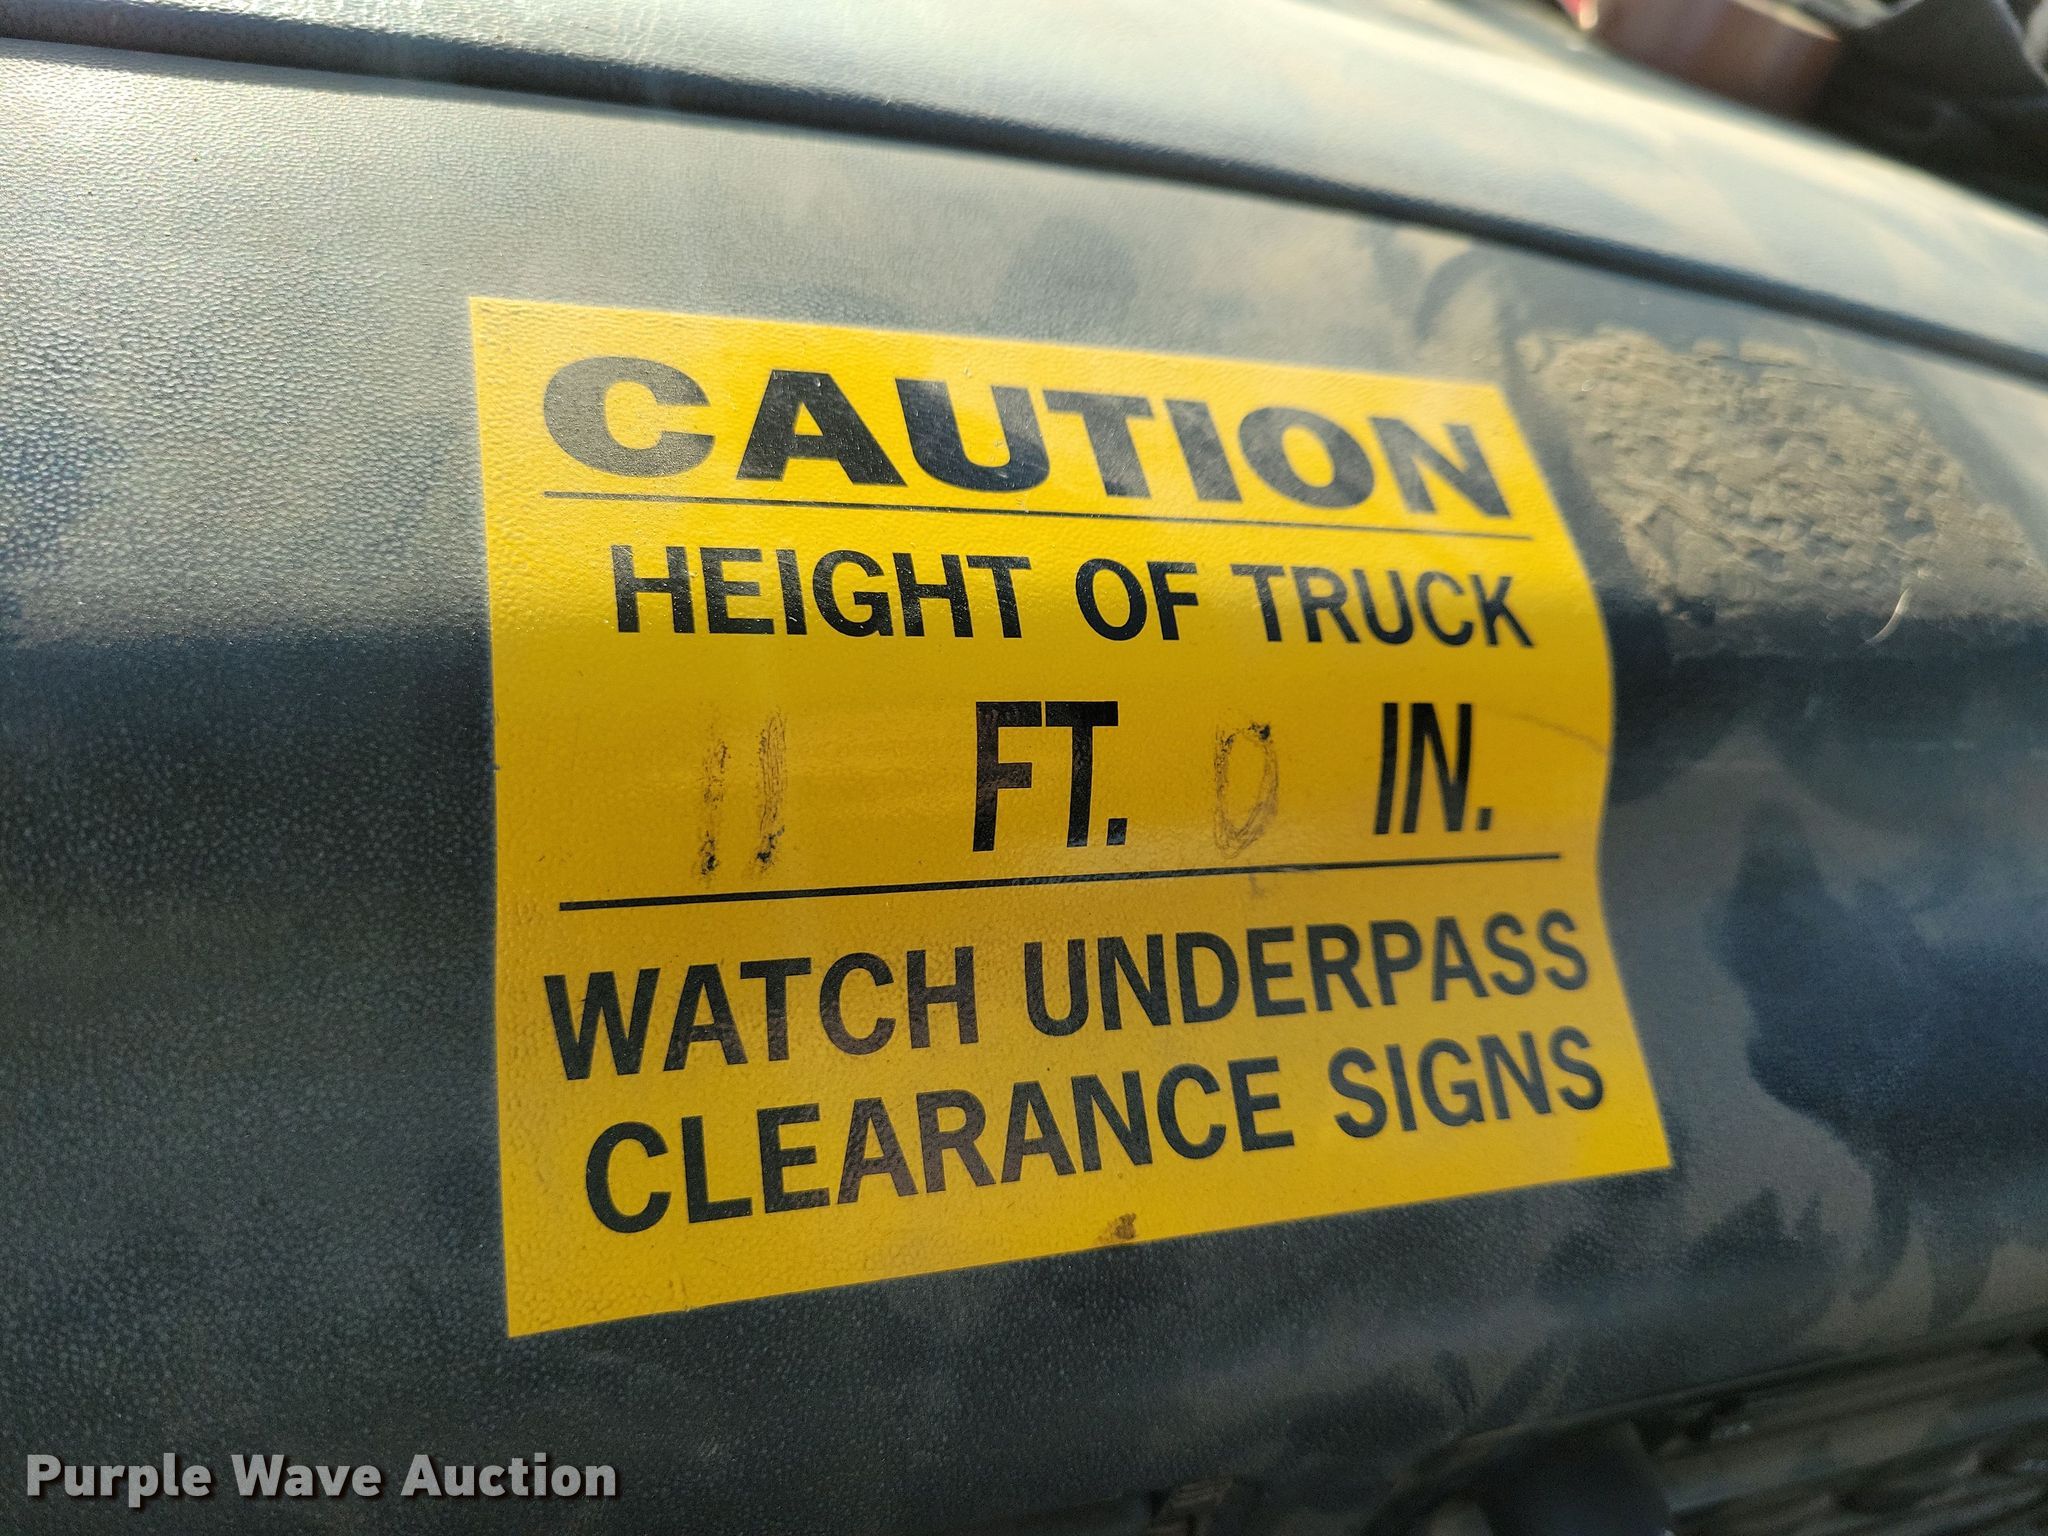 CAUTION
HEIGHT OF TRUCK
11 FT. 0 IN.
WATCH UNDERPASS
CLEARANCE SIGNS
Purple Wave Auction